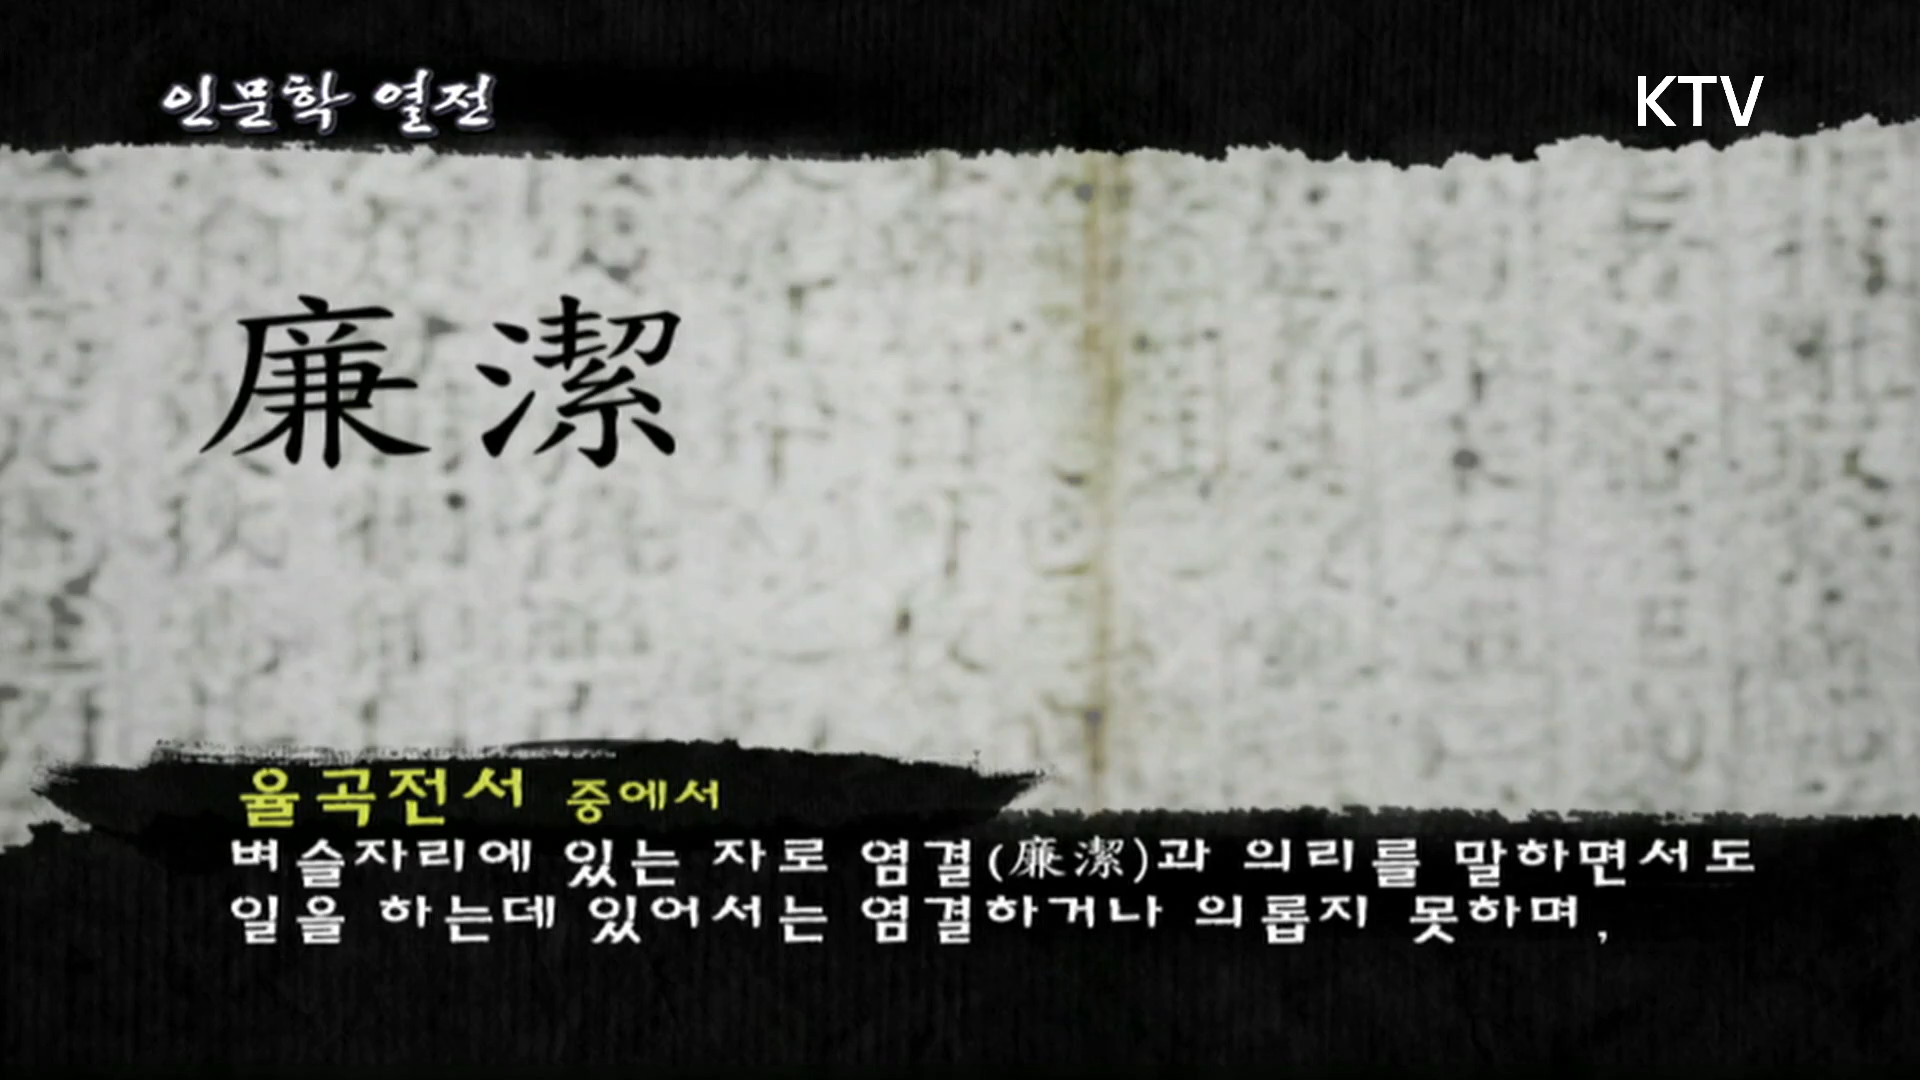 인문학 열전
KTV
廉潔
율곡전서 중에서
벼슬자리에 있는 자로 염결(廉潔)과 의리를 말하면서도
일을 하는데 있어서는 염결하거나 의롭지 못하며,